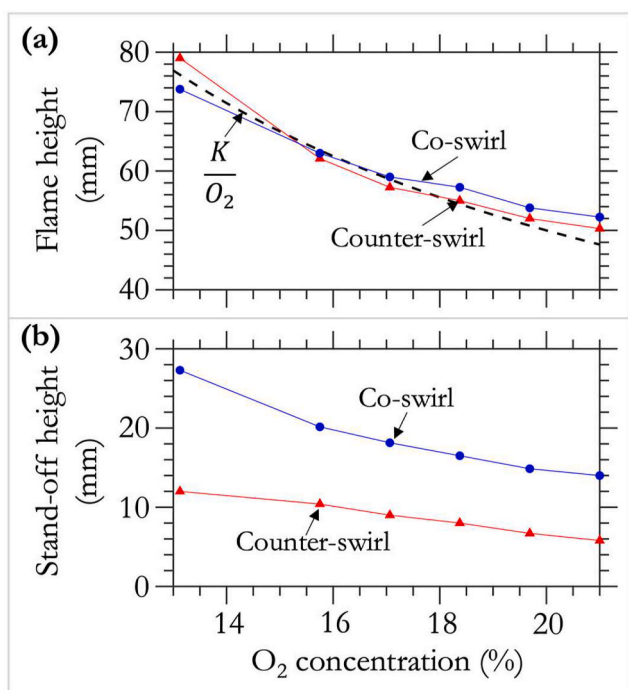 (a)
80
70
60
50
40
Flame height
(mm)
K
O₂
Co-swirl
Counter-swirl
(b)
30
20
10
0
Stand-off height
(mm)
Co-swirl
Counter-swirl
14 16 18 20
O₂ concentration (%)